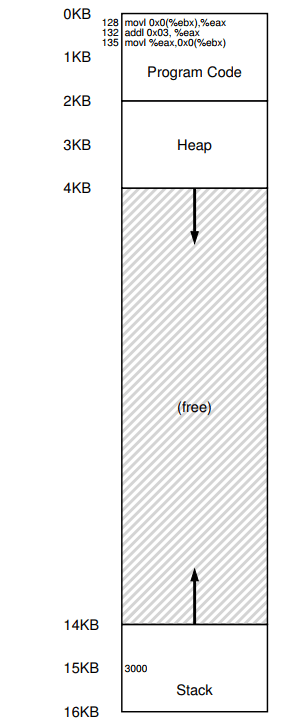 0KB
128 movl 0x0(%ebx),%eax
132 addl 0x03, %eax
135 movl %eax,0x0(%ebx)
1KB
Program Code
2KB
3KB
Heap
4KB
(free)
14KB
15KB
3000
Stack
16KB